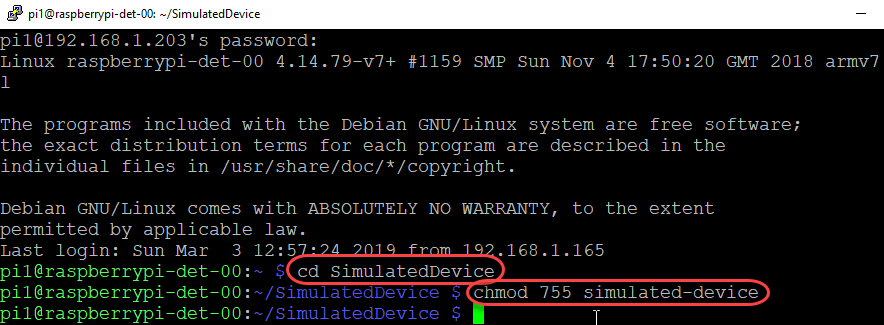 pi1@raspberrypi-det-00: ~/SimulatedDevice
pi1@192.168.1.203's password:
Linux raspberrypi-det-00 4.14.79-v7+ #1159 SMP Sun Nov 4 17:50:20 GMT 2018 armv7
l
The programs included with the Debian GNU/Linux system are free software;
the exact distribution terms for each program are described in the
individual files in /usr/share/doc/*/copyright.
Debian GNU/Linux comes with ABSOLUTELY NO WARRANTY, to the extent
permitted by applicable law.
Last login: Sun Mar  3 12:57:24 2019 from 192.168.1.165
pi1@raspberrypi-det-00:~ $ cd SimulatedDevice
pi1@raspberrypi-det-00:~/SimulatedDevice $ chmod 755 simulated-device
pi1@raspberrypi-det-00:~/SimulatedDevice $